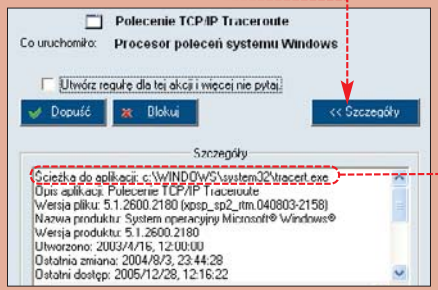 Polecenie TCP/IP Traceroute
Co uruchomiło: Procesor poleceń systemu Windows
Utwórz regułę dla tej akcji i więcej nie pytaj.
Dopuść Blokuj << Szczegóły
Szczegóły
Ścieżka do aplikacji: c:\WINDOWS\system32\tracert.exe
Opis aplikacji: Polecenie TCP/IP Traceroute
Wersja pliku: 5.1.2600.2180 (xpsp_sp2_rtm.040803-2158)
Nazwa produktu: System operacyjny Microsoft® Windows®
Wersja produktu: 5.1.2600.2180
Utworzono: 2003/4/16, 12:00:00
Ostatnia zmiana: 2004/8/3, 23:44:28
Ostatni dostęp: 2005/12/28, 12:16:22